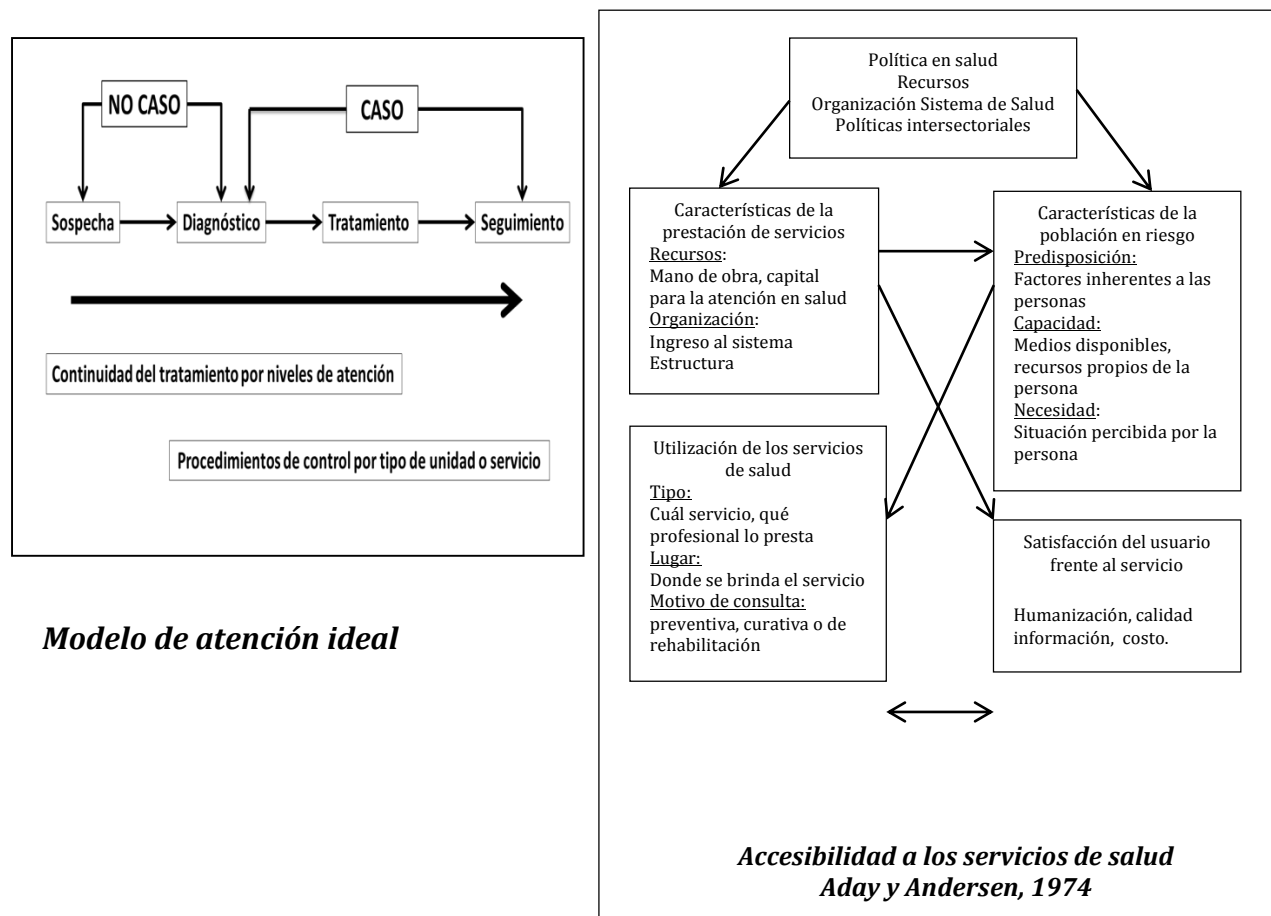 NO CASO
CASO
Sospecha
Diagnóstico
Tratamiento
Seguimiento
Continuidad del tratamiento por niveles de atención
Procedimientos de control por tipo de unidad o servicio
Modelo de atención ideal
Política en salud
Recursos
Organización Sistema de Salud
Políticas intersectoriales
Características de la
prestación de servicios
Recursos:
Mano de obra, capital
para la atención en salud
Organización:
Ingreso al sistema
Estructura
Características de la
población en riesgo
Predisposición:
Factores inherentes a las
personas
Capacidad:
Medios disponibles,
recursos propios de la
persona
Necesidad:
Situación percibida por la
persona
Utilización de los servicios
de salud
Tipo:
Cuál servicio, qué
profesional lo presta
Lugar:
Donde se brinda el servicio
Motivo de consulta:
preventiva, curativa o de
rehabilitación
Satisfacción del usuario
frente al servicio
Humanización, calidad
información, costo.
Accesibilidad a los servicios de salud
Aday y Andersen, 1974